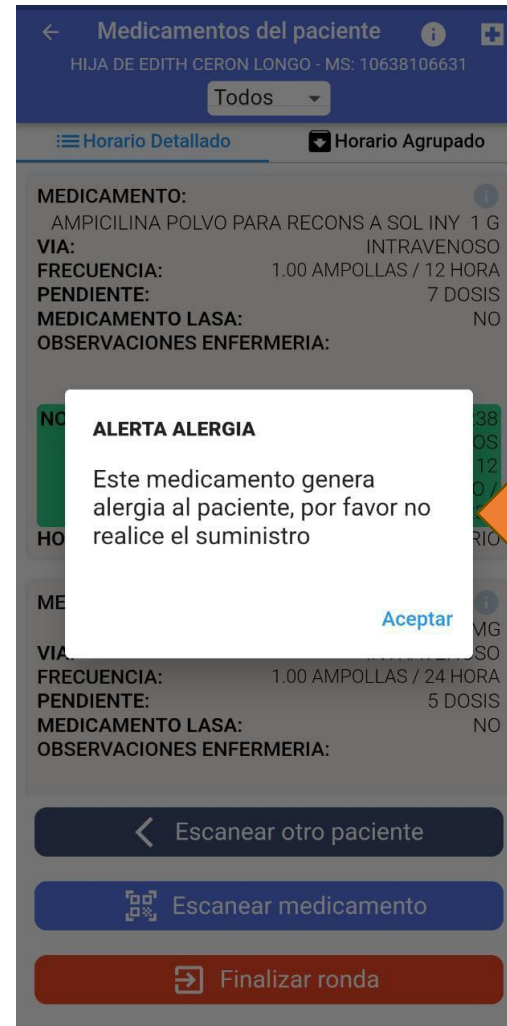 Medicamentos del paciente
HIJA DE EDITH CERON LONGO - MS: 10638106631
Todos
Horario Detallado
Horario Agrupado
MEDICAMENTO:
AMPICILINA POLVO PARA RECONS A SOL INY 1 G
VIA: INTRAVENOSO
FRECUENCIA: 1.00 AMPOLLAS / 12 HORA
PENDIENTE: 7 DOSIS
MEDICAMENTO LASA: NO
OBSERVACIONES ENFERMERIA:
ALERTA ALERGIA
Este medicamento genera
alergia al paciente, por favor no
realice el suministro
Aceptar
MG
VIA:
FRECUENCIA: 1.00 AMPOLLAS / 24 HORA
PENDIENTE: 5 DOSIS
MEDICAMENTO LASA: NO
OBSERVACIONES ENFERMERIA:
Escanear otro paciente
Escanear medicamento
Finalizar ronda